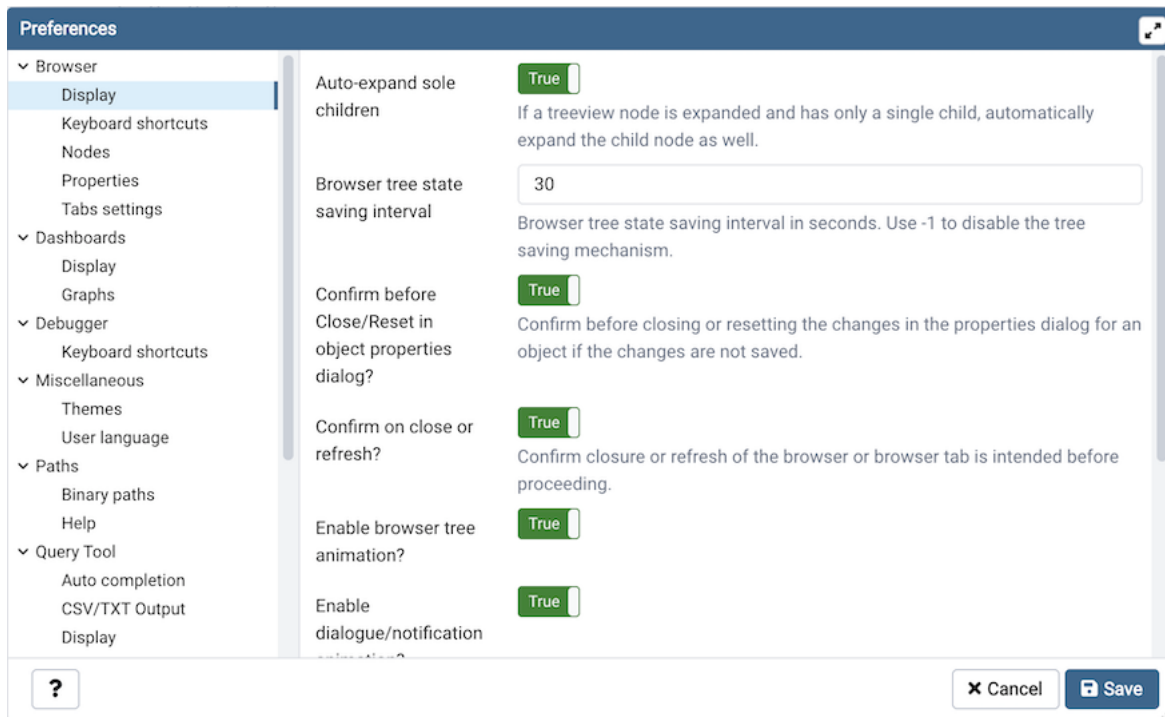 Preferences
Browser
Display
Keyboard shortcuts
Nodes
Properties
Tabs settings
Dashboards
Display
Graphs
Debugger
Keyboard shortcuts
Miscellaneous
Themes
User language
Paths
Binary paths
Help
Query Tool
Auto completion
CSV/TXT Output
Display
Auto-expand sole
children
True
If a treeview node is expanded and has only a single child, automatically
expand the child node as well.
Browser tree state
saving interval
30
Browser tree state saving interval in seconds. Use -1 to disable the tree
saving mechanism.
Confirm before
Close/Reset in
object properties
dialog?
True
Confirm before closing or resetting the changes in the properties dialog for an
object if the changes are not saved.
Confirm on close or
refresh?
True
Confirm closure or refresh of the browser or browser tab is intended before
proceeding.
Enable browser tree
animation?
True
Enable
dialogue/notification
True
?
Cancel
Save